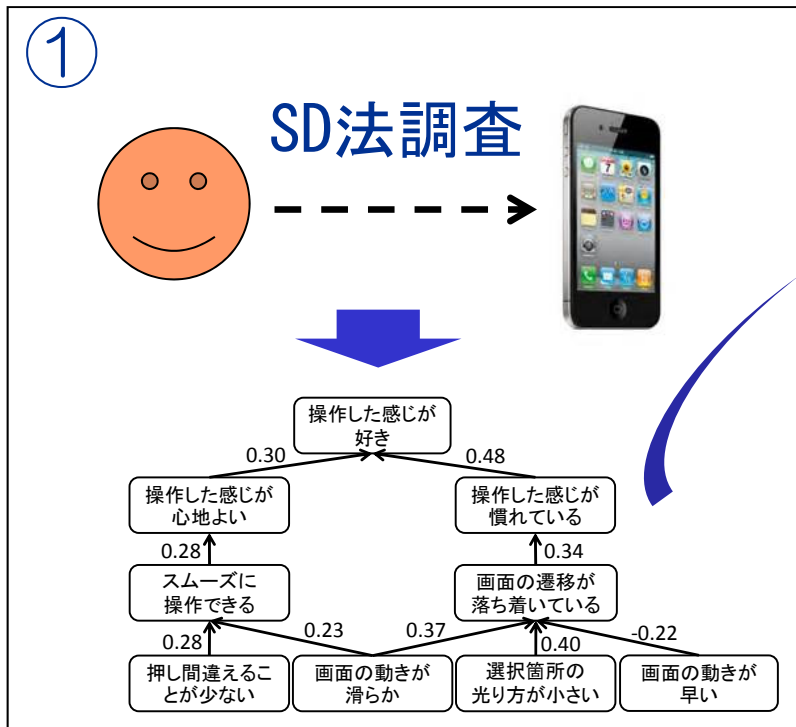 ①
SD法調査
操作した感じが
好き
0.30
0.48
操作した感じが
心地よい
操作した感じが
慣れている
0.28
0.34
スムーズに
操作できる
画面の遷移が
落ち着いている
0.28
0.23
0.37
0.40
-0.22
押し間違えるこ
とが少ない
画面の動きが
滑らか
選択箇所の
光り方が小さい
画面の動きが
早い